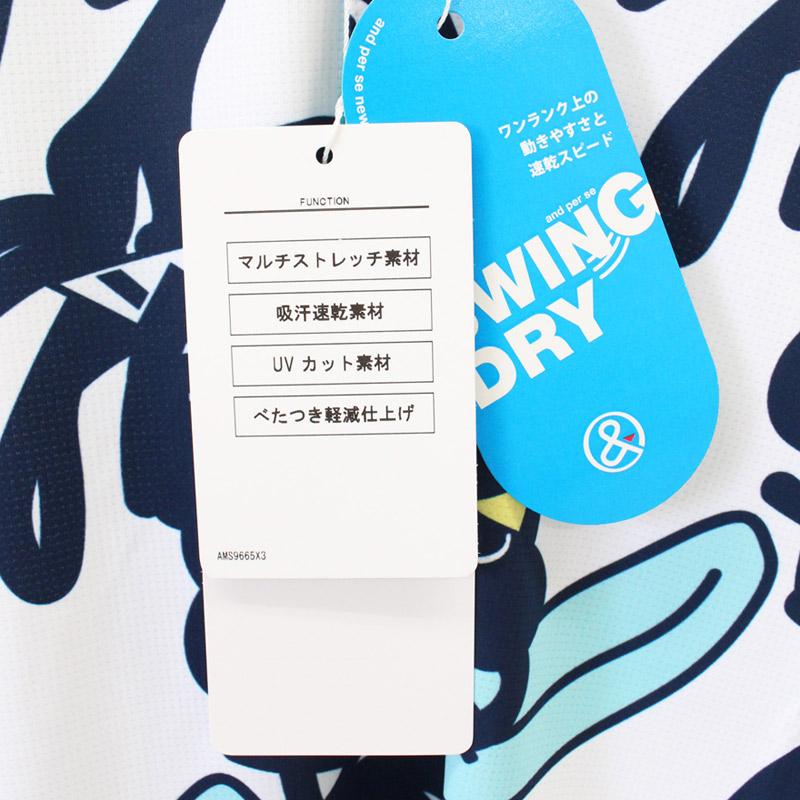 and per se new
ワンランク上の
動きやすさと
速乾スピード
and per se
SWING
DRY
FUNCTION
マルチストレッチ素材
吸汗速乾素材
UV カット素材
べたつき軽減仕上げ
AMS9665X3